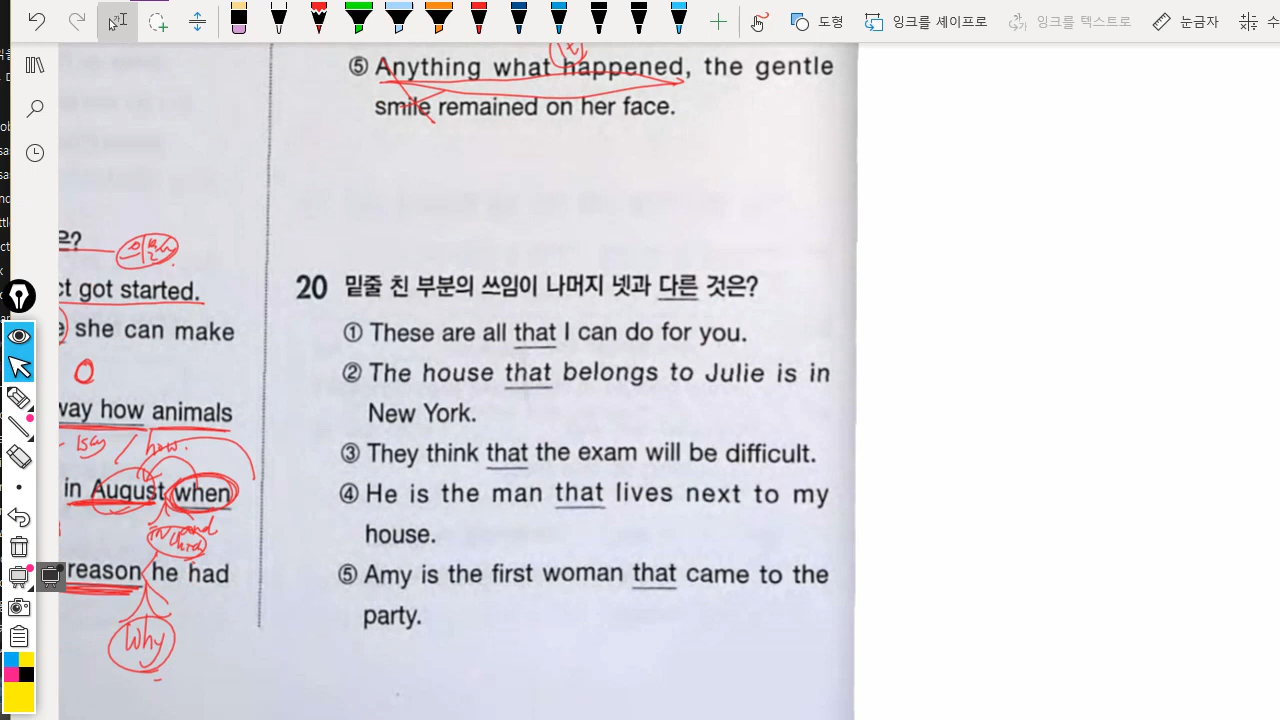 도형
잉크를 셰이프로
잉크를 텍스트로
눈금자
수
⑤ Anything what happened, the gentle
smile remained on her face.
은?
의문사
ct got started.
she can make
way how animals
how.
in August when
reason he had
why
20 밑줄 친 부분의 쓰임이 나머지 넷과 다른 것은?
① These are all that I can do for you.
② The house that belongs to Julie is in
New York.
③ They think that the exam will be difficult.
④ He is the man that lives next to my
house.
⑤ Amy is the first woman that came to the
party.